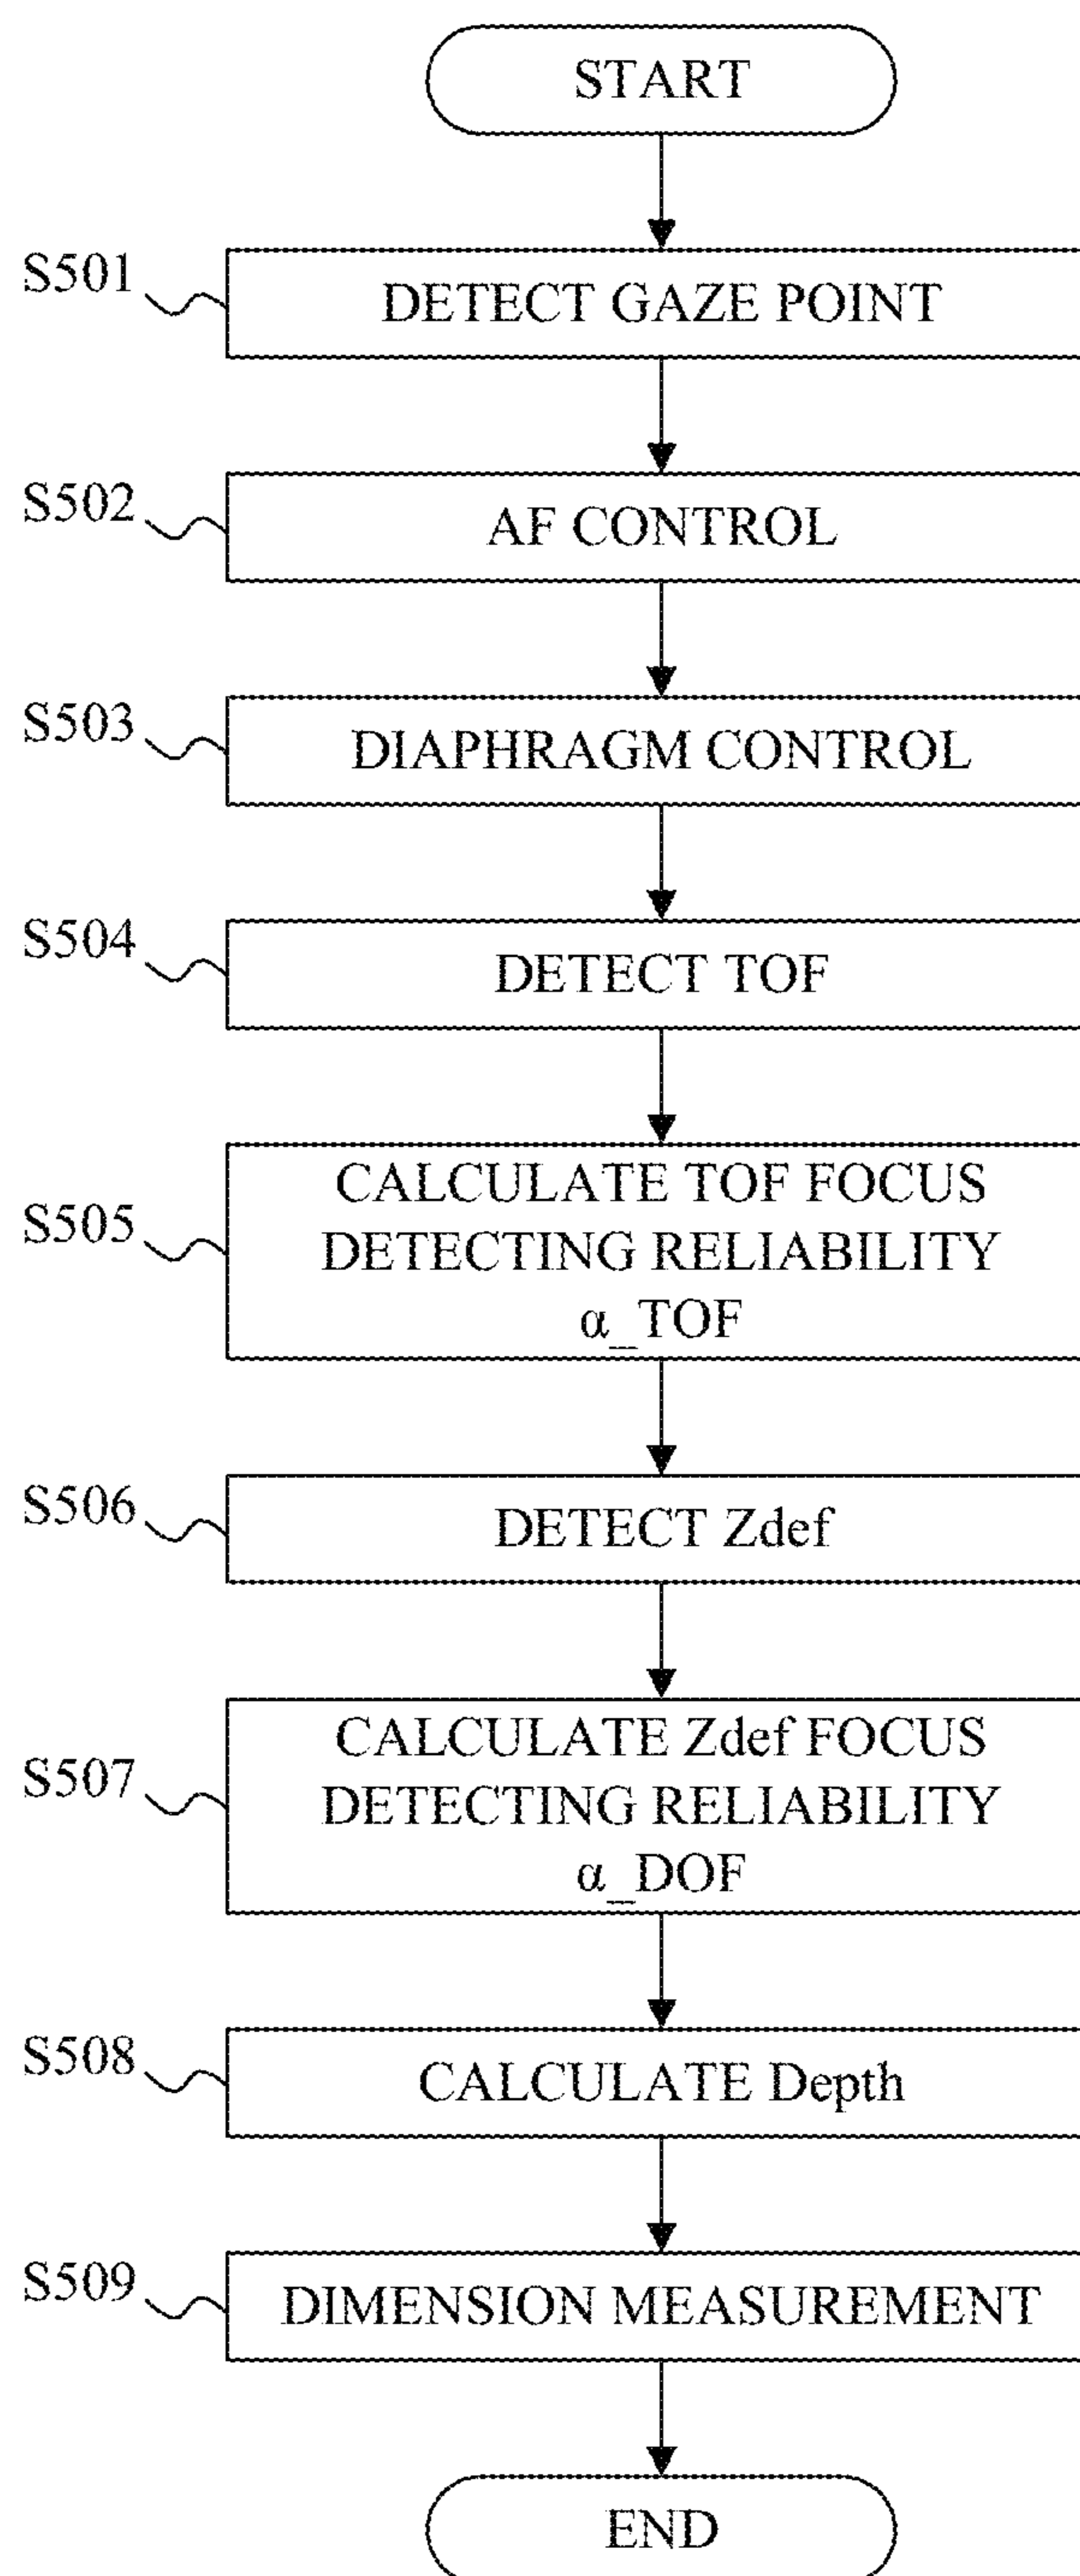 START
S501
DETECT GAZE POINT
S502
AF CONTROL
S503
DIAPHRAGM CONTROL
S504
DETECT TOF
S505
CALCULATE TOF FOCUS
DETECTING RELIABILITY
α_TOF
S506
DETECT Zdef
S507
CALCULATE Zdef FOCUS
DETECTING RELIABILITY
α_DOF
S508
CALCULATE Depth
S509
DIMENSION MEASUREMENT
END